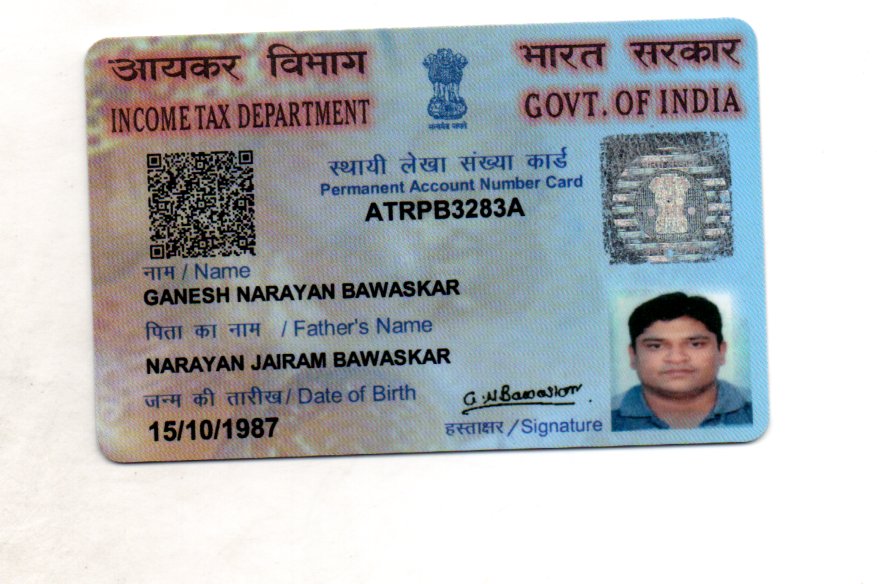 आयकर विभाग
INCOME TAX DEPARTMENT
भारत सरकार
GOVT. OF INDIA
सत्यमेव जयते
स्थायी लेखा संख्या कार्ड
Permanent Account Number Card
ATRPB3283A
नाम / Name
GANESH NARAYAN BAWASKAR
पिता का नाम / Father's Name
NARAYAN JAIRAM BAWASKAR
जन्म की तारीख / Date of Birth
15/10/1987
G.N.Bawaskar
हस्ताक्षर / Signature